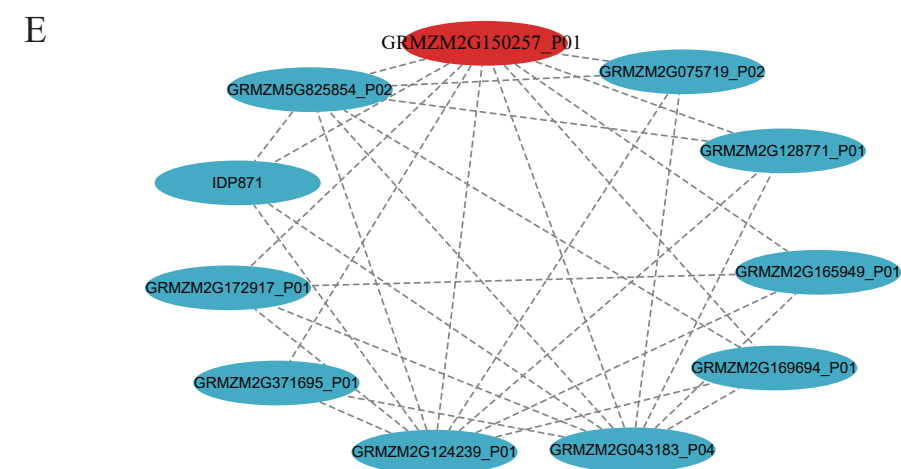 E
GRMZM2G150257_P01
GRMZM2G075719_P02
GRMZM5G825854_P02
GRMZM2G128771_P01
IDP871
GRMZM2G165949_P01
GRMZM2G172917_P01
GRMZM2G169694_P01
GRMZM2G371695_P01
GRMZM2G124239_P01
GRMZM2G043183_P04